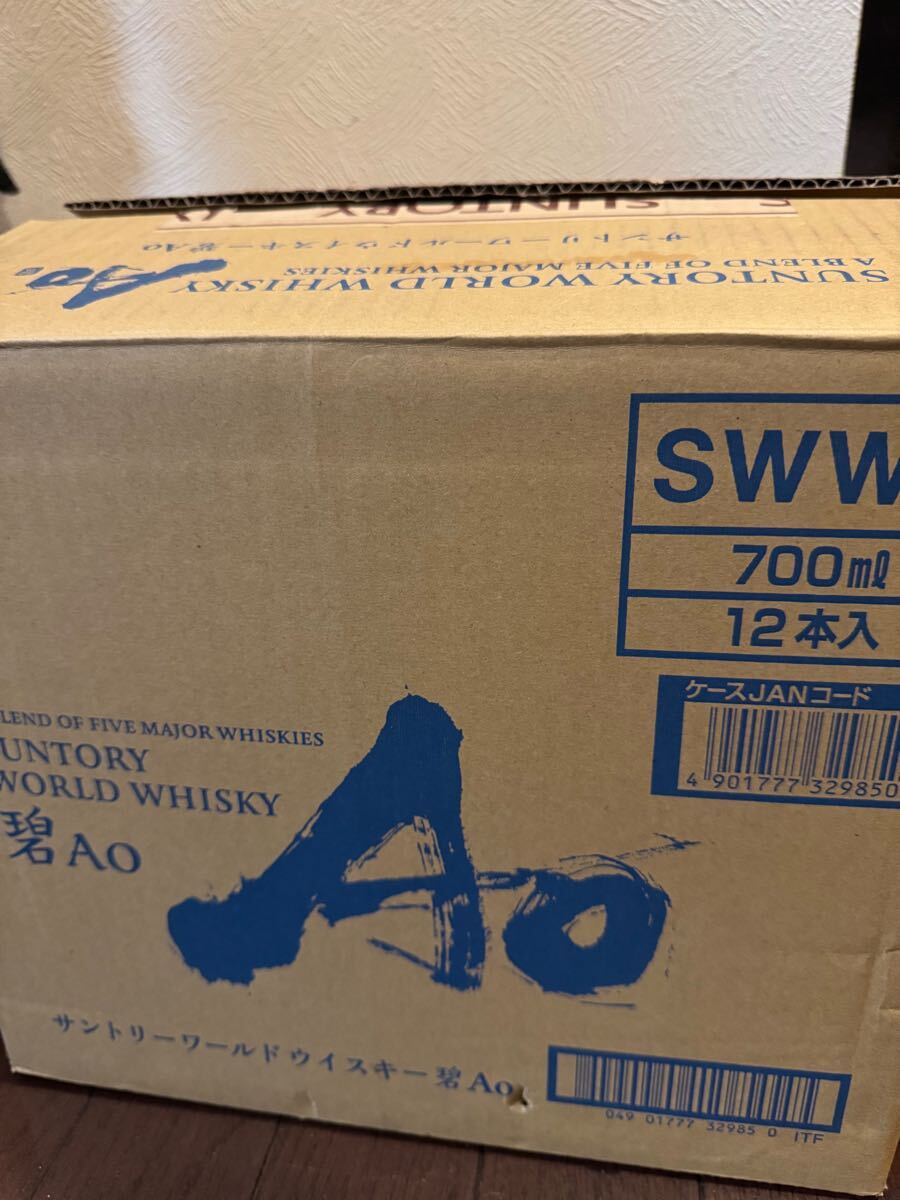 SUNTORY
サントリーワールドウイスキー碧Ao
SUNTORY WORLD WHISKY
A BLEND OF FIVE MAJOR WHISKIES
Ao
SWW
700ml
12本入
ケースJANコード
4 901777 329850
LEND OF FIVE MAJOR WHISKIES
UNTORY
WORLD WHISKY
碧Ao
Ao
サントリーワールドウイスキー碧Ao
049 01777 32985 0 ITF